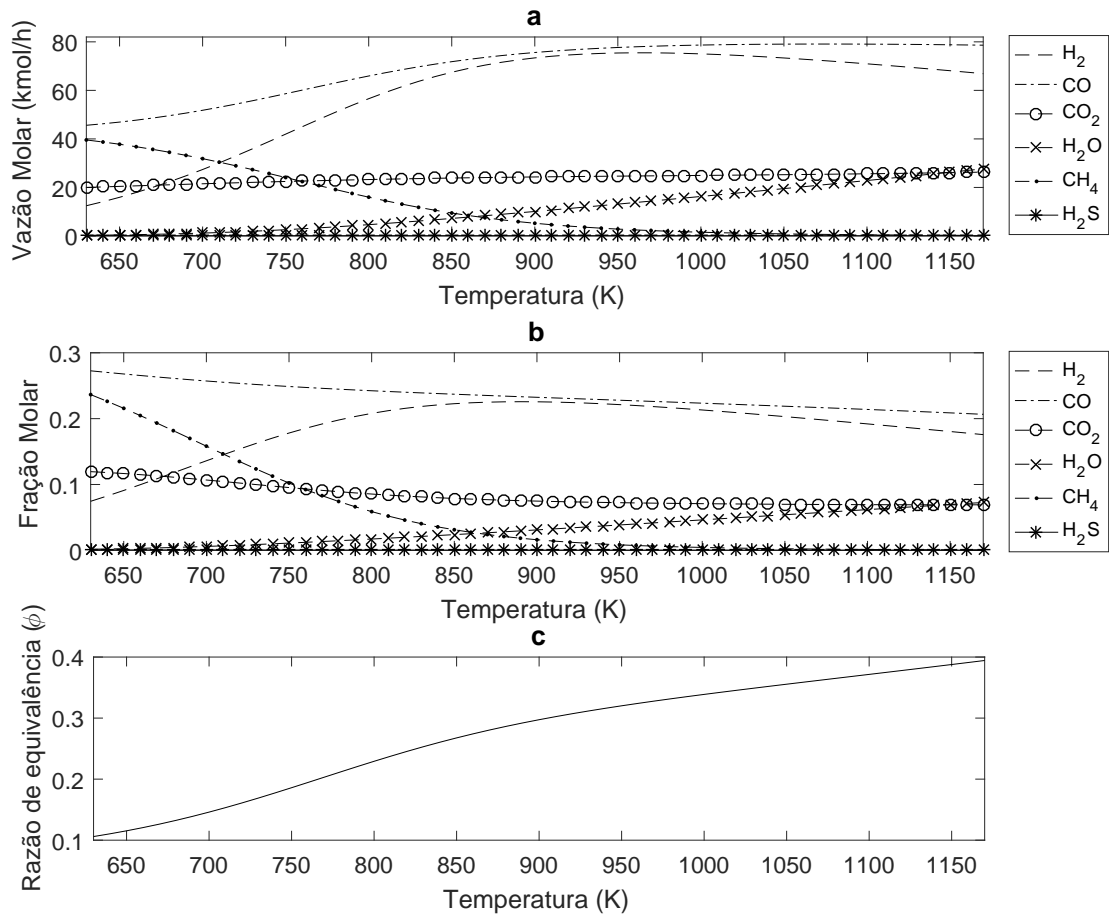 a
80
60
40
20
0
Vazão Molar (kmol/h)
650 700 750 800 850 900 950 1000 1050 1100 1150
Temperatura (K)
H2
CO
CO2
H2O
CH4
H2S
b
0.3
0.2
0.1
0
Fração Molar
650 700 750 800 850 900 950 1000 1050 1100 1150
Temperatura (K)
H2
CO
CO2
H2O
CH4
H2S
c
0.4
0.3
0.2
0.1
Razão de equivalência (ϕ)
650 700 750 800 850 900 950 1000 1050 1100 1150
Temperatura (K)